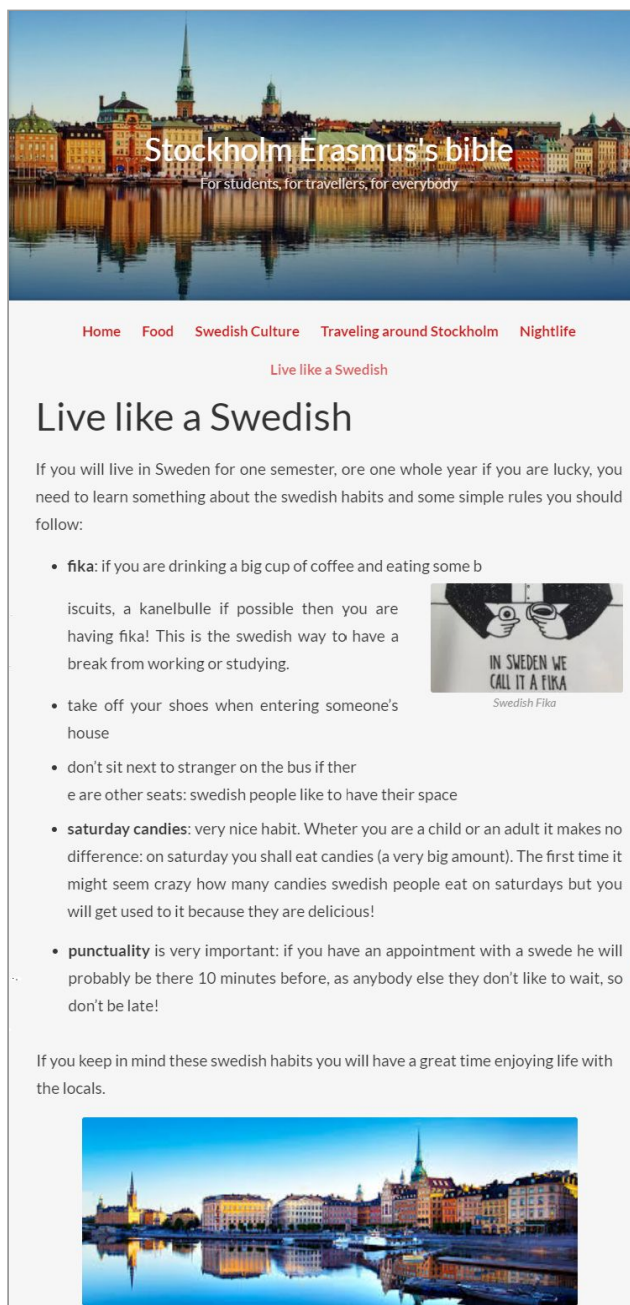 Stockholm Erasmus's bible
For students, for travellers, for everybody
Home Food Swedish Culture Traveling around Stockholm Nightlife
Live like a Swedish
Live like a Swedish
If you will live in Sweden for one semester, ore one whole year if you are lucky, you
need to learn something about the swedish habits and some simple rules you should
follow:
• fika: if you are drinking a big cup of coffee and eating some b
iscuits, a kanelbulle if possible then you are
having fika! This is the swedish way to have a
break from working or studying.
IN SWEDEN WE
CALL IT A FIKA
Swedish Fika
• take off your shoes when entering someone's
house
• don't sit next to stranger on the bus if ther
e are other seats: swedish people like to have their space
• saturday candies: very nice habit. Wheter you are a child or an adult it makes no
difference: on saturday you shall eat candies (a very big amount). The first time it
might seem crazy how many candies swedish people eat on saturdays but you
will get used to it because they are delicious!
• punctuality is very important: if you have an appointment with a swede he will
probably be there 10 minutes before, as anybody else they don't like to wait, so
don't be late!
If you keep in mind these swedish habits you will have a great time enjoying life with
the locals.